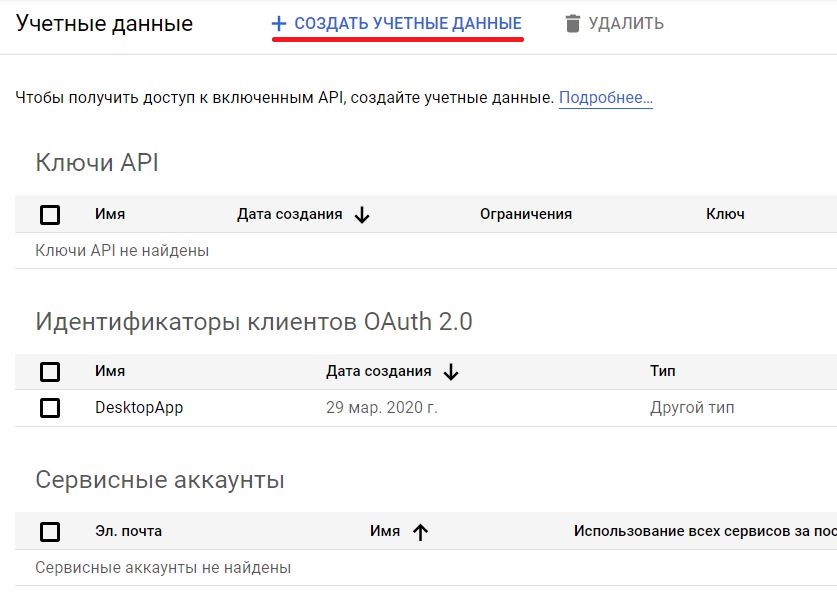 Учетные данные + СОЗДАТЬ УЧЕТНЫЕ ДАННЫЕ УДАЛИТЬ
Чтобы получить доступ к включенным API, создайте учетные данные. Подробнее...
Ключи API
Имя Дата создания Ограничения Ключ
Ключи API не найдены
Идентификаторы клиентов OAuth 2.0
Имя Дата создания Тип
DesktopApp 29 мар. 2020 г. Другой тип
Сервисные аккаунты
Эл. почта Имя Использование всех сервисов за пос
Сервисные аккаунты не найдены